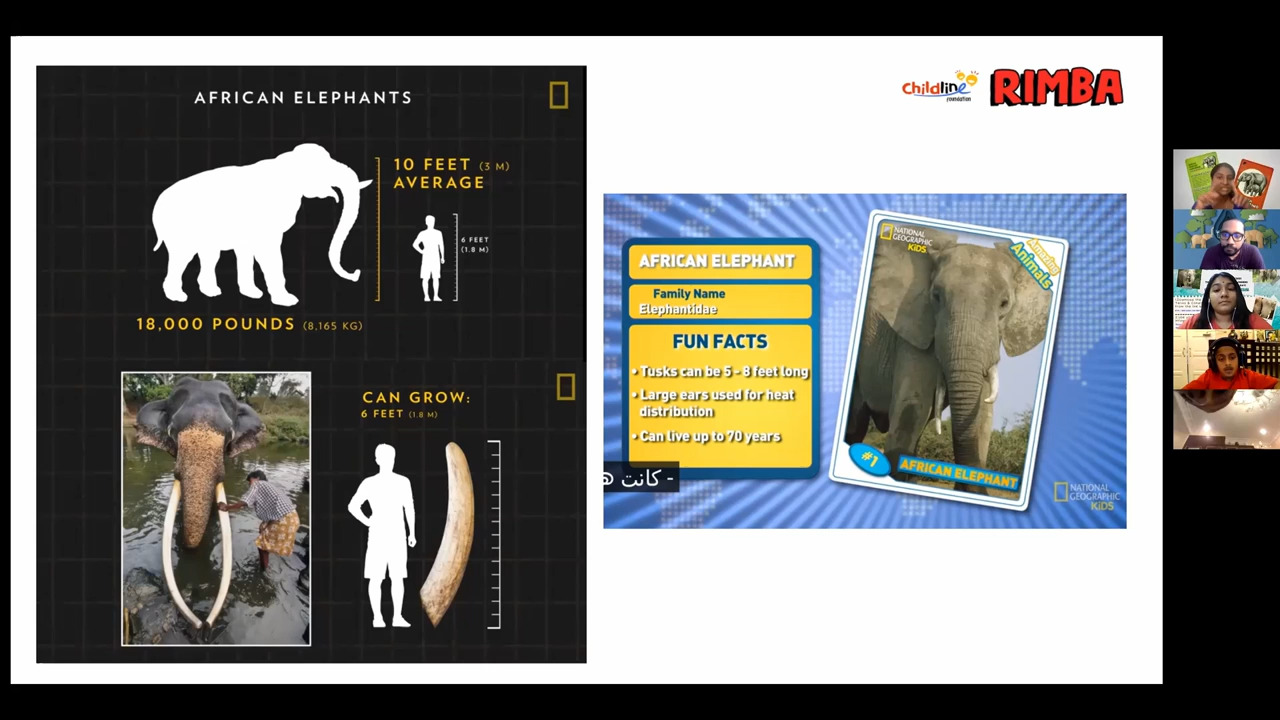 AFRICAN ELEPHANTS
10 FEET (3 M)
AVERAGE
6 FEET
(1.8 M)
18,000 POUNDS (8,165 KG)
CAN GROW:
6 FEET (1.8 M)
Childline
foundation
RIMBA
AFRICAN ELEPHANT
Family Name
Elephantidae
FUN FACTS
• Tusks can be 5 - 8 feet long
• Large ears used for heat
distribution
• Can live up to 70 years
- كانت
NATIONAL
GEOGRAPHIC
KiDS
Amazing
Animals
#1
AFRICAN ELEPHANT
NATIONAL
GEOGRAPHIC
KiDS